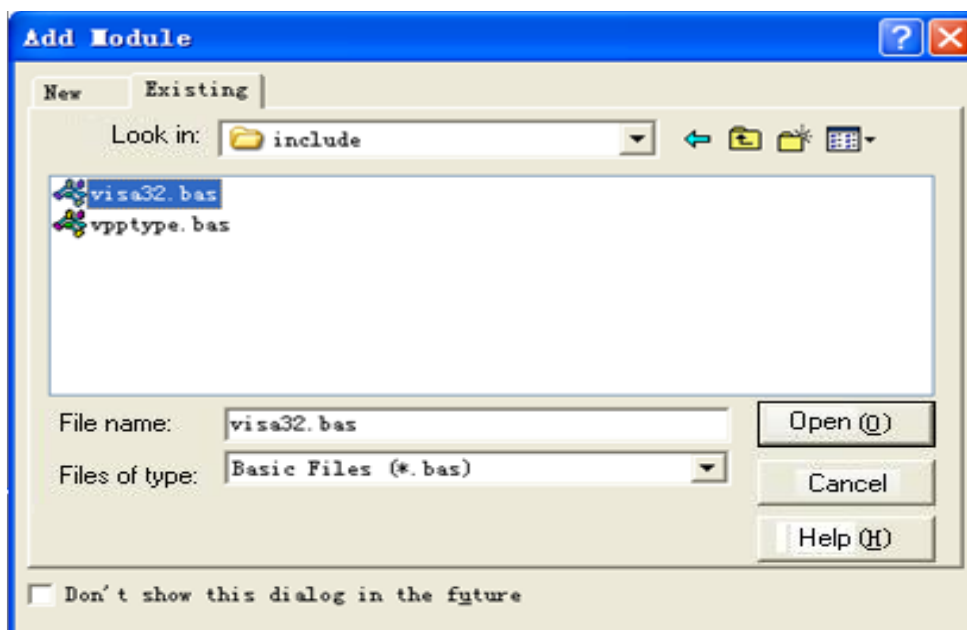 Add Module
New
Existing
Look in:
include
visa32.bas
vpptype.bas
File name:
visa32.bas
Open (O)
Files of type:
Basic Files (*.bas)
Cancel
Help (H)
Don't show this dialog in the future